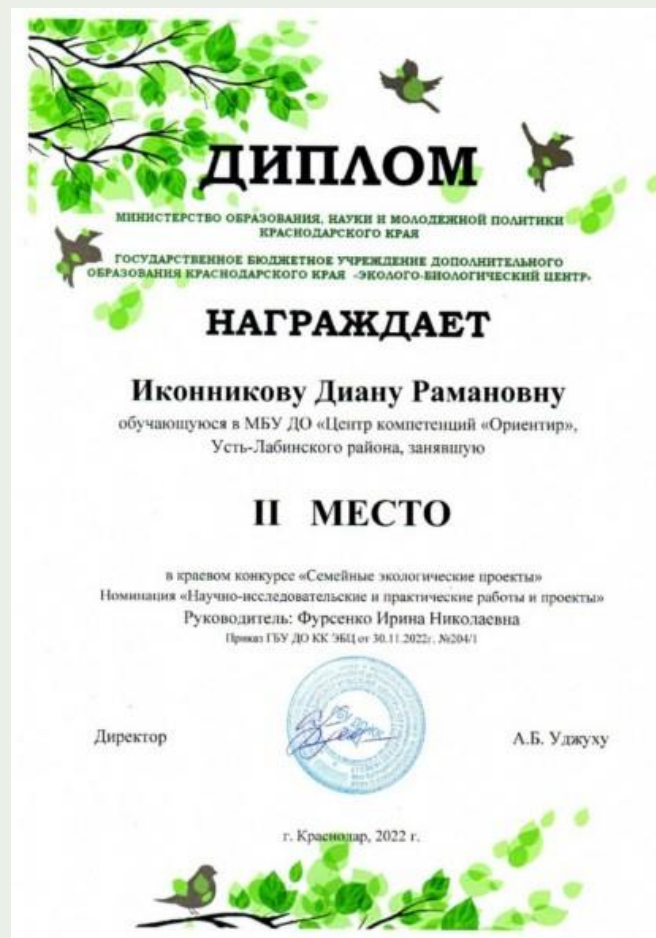 ДИПЛОМ
МИНИСТЕРСТВО ОБРАЗОВАНИЯ, НАУКИ И МОЛОДЕЖНОЙ ПОЛИТИКИ
КРАСНОДАРСКОГО КРАЯ
ГОСУДАРСТВЕННОЕ БЮДЖЕТНОЕ УЧРЕЖДЕНИЕ ДОПОЛНИТЕЛЬНОГО
ОБРАЗОВАНИЯ КРАСНОДАРСКОГО КРАЯ «ЭКОЛОГО-БИОЛОГИЧЕСКИЙ ЦЕНТР»
НАГРАЖДАЕТ
Иконникову Диану Рамановну
обучающуюся в МБУ ДО «Центр компетенций «Ориентир»,
Усть-Лабинского района, занявшую
II МЕСТО
в краевом конкурсе «Семейные экологические проекты»
Номинация «Научно-исследовательские и практические работы и проекты»
Руководитель: Фурсенко Ирина Николаевна
Приказ ГБУ ДО КК ЭБЦ от 30.11.2022г. №204/1
Директор
А.Б. Уджуху
г. Краснодар, 2022 г.